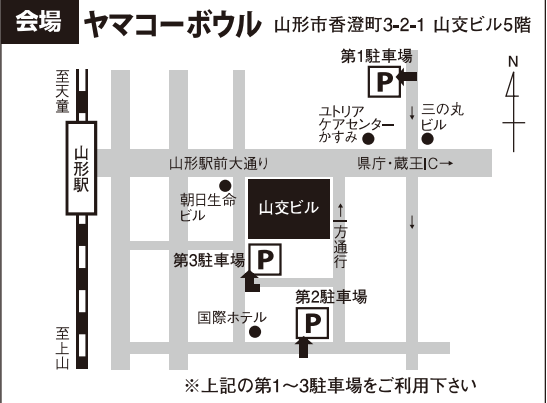 会場 ヤマコーボウル 山形市香澄町3-2-1 山交ビル5階
第1駐車場
P
N
至天童
ユトリア
ケアセンター
かすみ
三の丸
ビル
↓
山形駅
山形駅前大通り
県庁・蔵王IC→
朝日生命
ビル
山交ビル
↑一方通行
↓
第3駐車場
P
第2駐車場
P
国際ホテル
至上山
※上記の第1〜3駐車場をご利用下さい